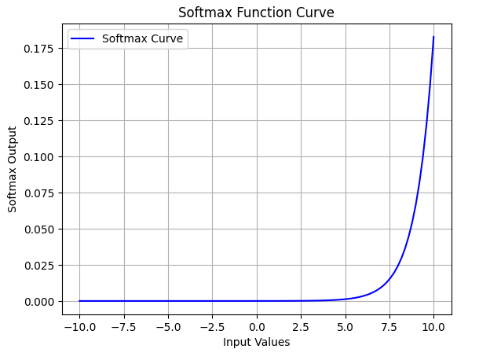 Softmax Function Curve
Softmax Curve
0.175
0.150
0.125
0.100
0.075
0.050
0.025
0.000
Softmax Output
−10.0 −7.5 −5.0 −2.5 0.0 2.5 5.0 7.5 10.0
Input Values